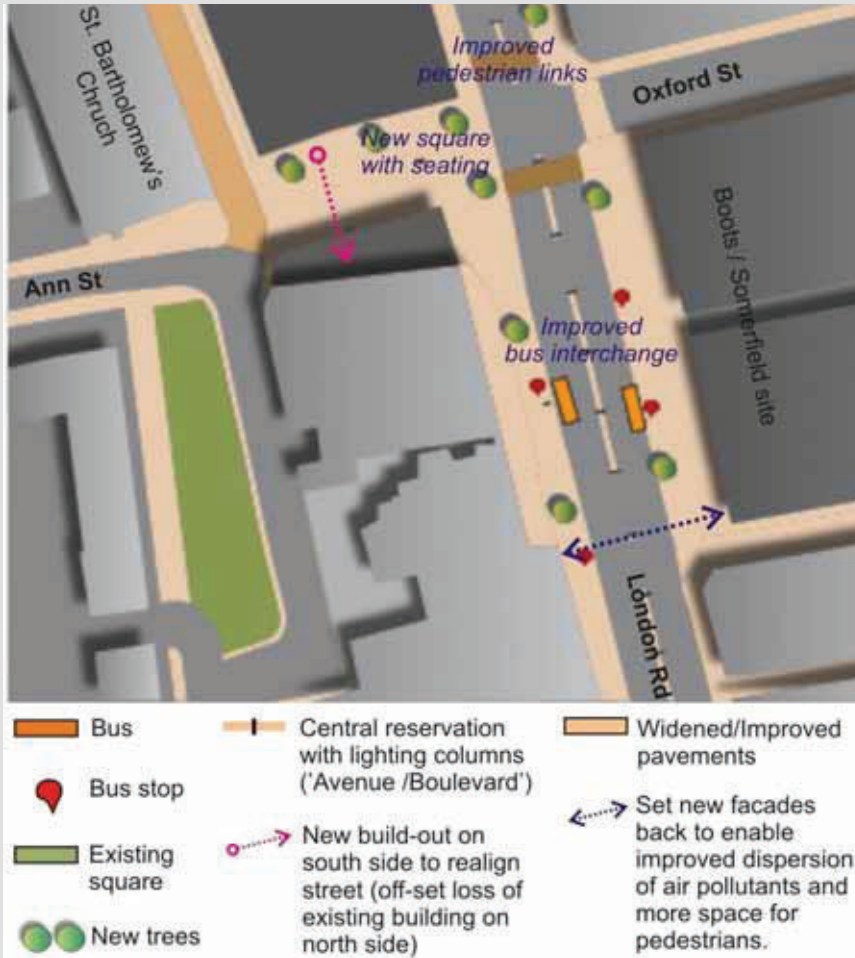 St. Bartholomew's
Chruch
Improved
pedestrian links
Oxford St
New square
with seating
Ann St
Boots / Somerfield site
Improved
bus interchange
London Rd
Bus
Bus stop
Existing
square
New trees
Central reservation
with lighting columns
('Avenue /Boulevard')
New build-out on
south side to realign
street (off-set loss of
existing building on
north side)
Widened/Improved
pavements
Set new facades
back to enable
improved dispersion
of air pollutants and
more space for
pedestrians.